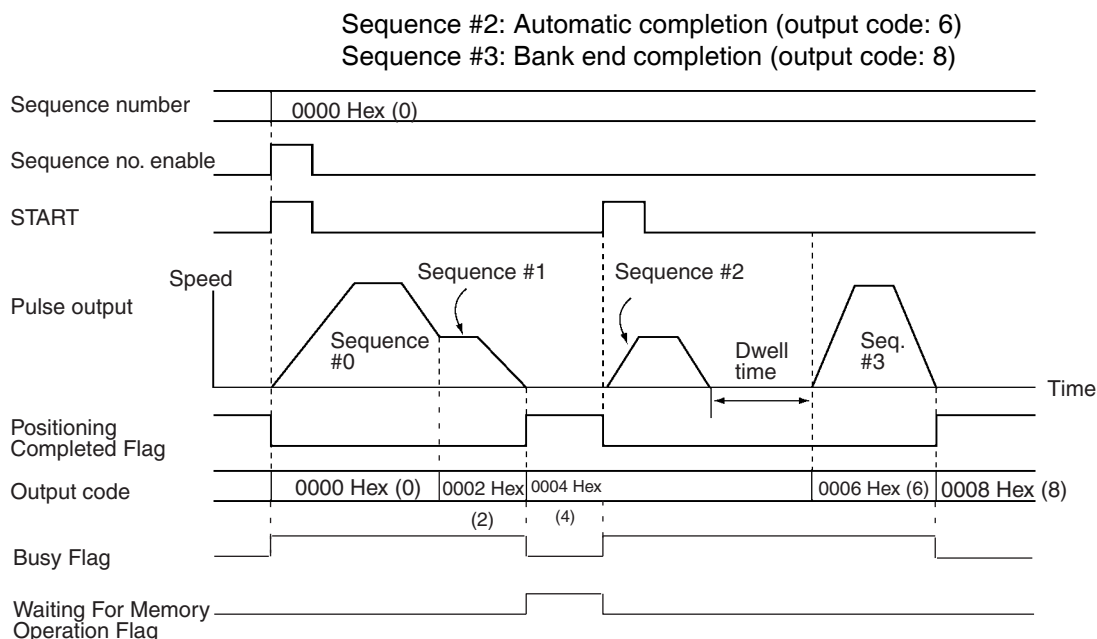 Sequence #2: Automatic completion (output code: 6)
Sequence #3: Bank end completion (output code: 8)
Sequence number
0000 Hex (0)
Sequence no. enable
START
Speed
Sequence #1
Sequence #2
Pulse output
Sequence
#0
Dwell
time
Seq.
#3
Time
Positioning
Completed Flag
Output code
0000 Hex (0)
0002 Hex
(2)
0004 Hex
(4)
0006 Hex (6)
0008 Hex (8)
Busy Flag
Waiting For Memory
Operation Flag